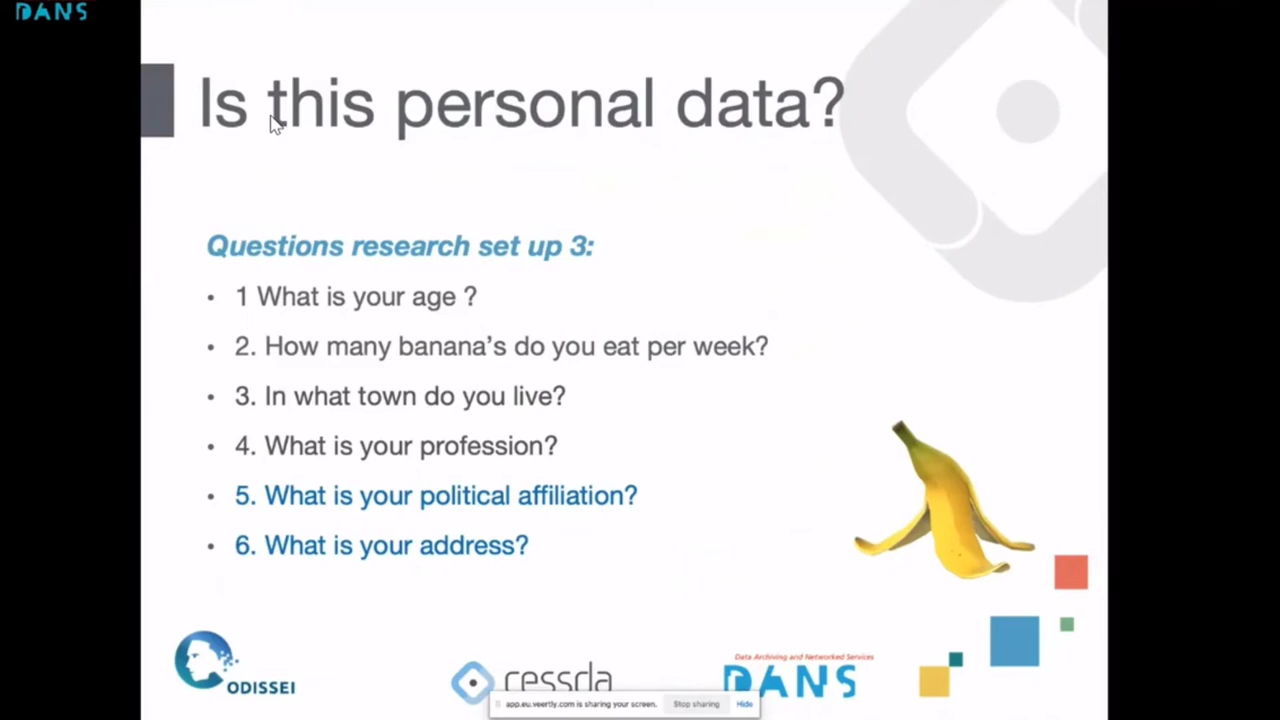 DANS
Is this personal data?
Questions research set up 3:
• 1 What is your age ?
• 2. How many banana's do you eat per week?
• 3. In what town do you live?
• 4. What is your profession?
• 5. What is your political affiliation?
• 6. What is your address?
ODISSEI
cessda
Data Archiving and Networked Services
DANS
app.eu.veertly.com is sharing your screen. Stop sharing Hide